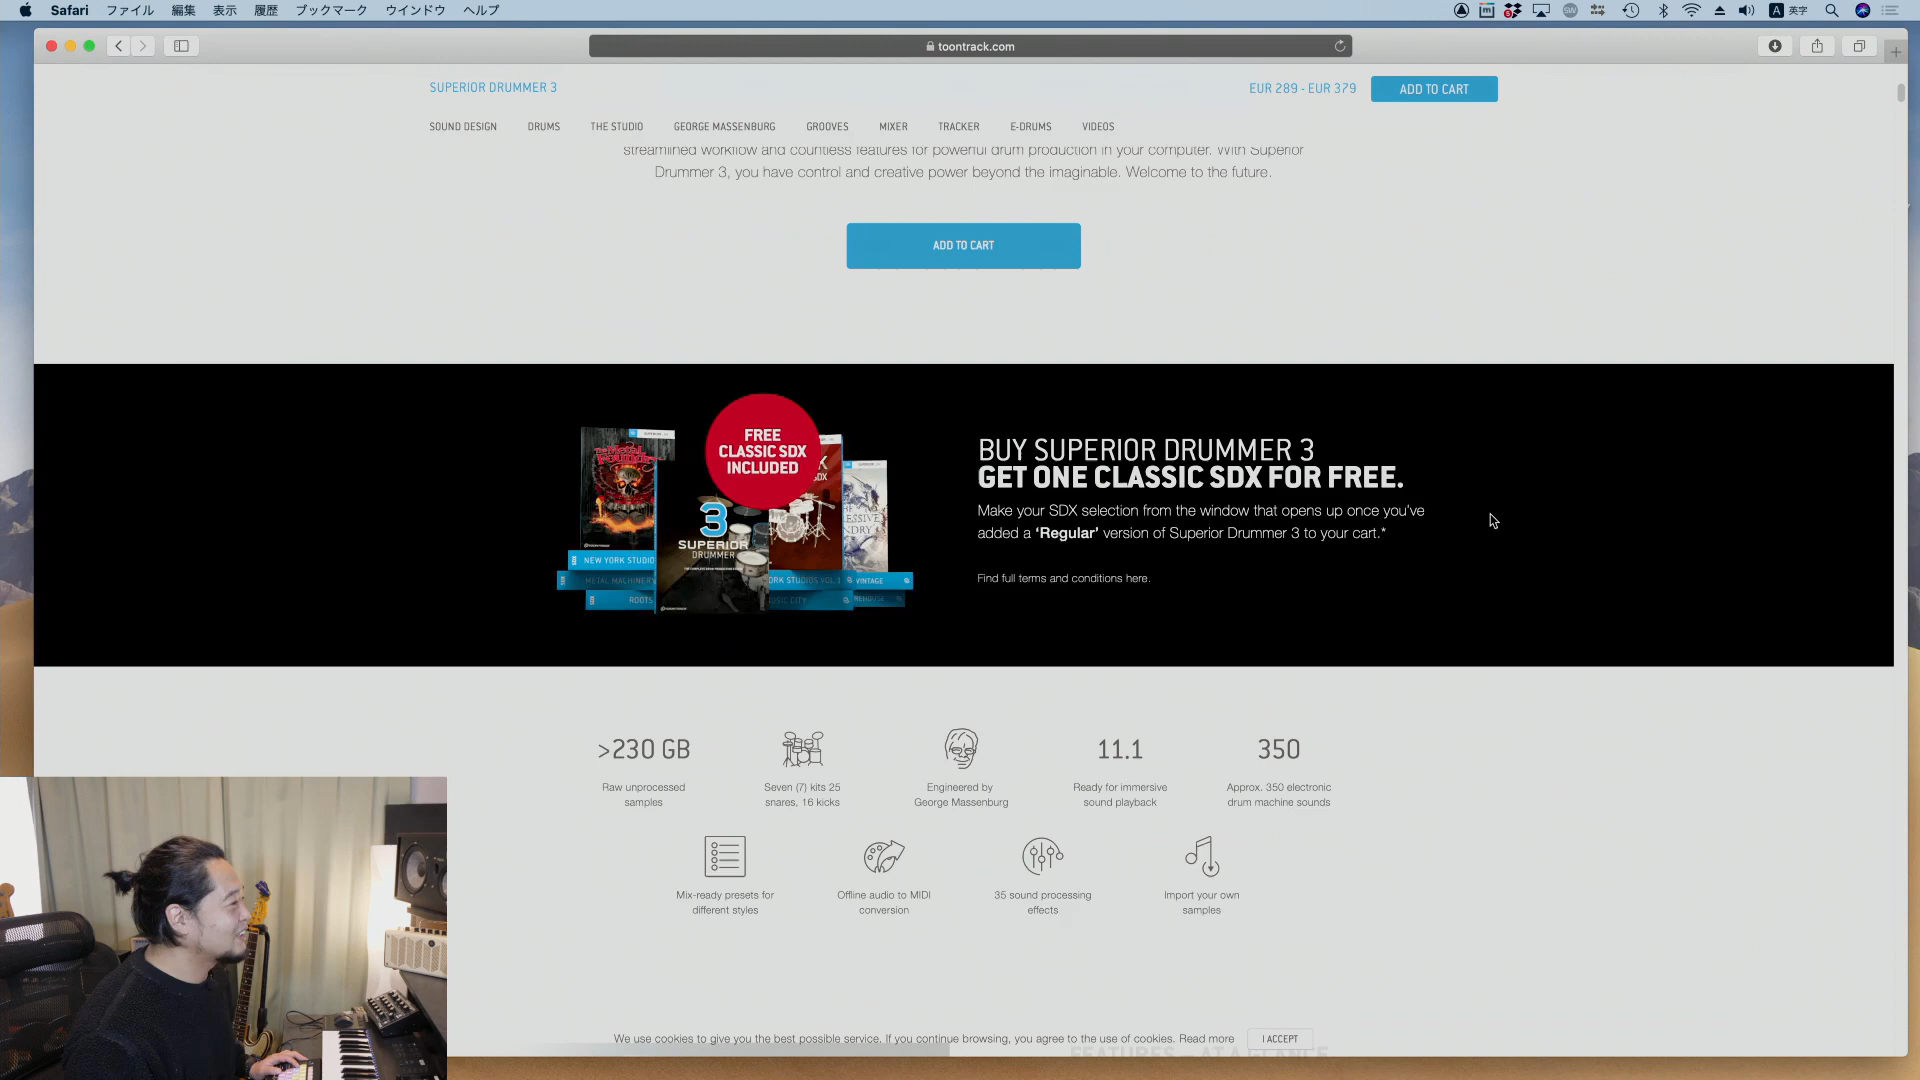 Safari ファイル 編集 表示 履歴 ブックマーク ウインドウ ヘルプ
A 英字
toontrack.com
SUPERIOR DRUMMER 3
EUR 289 - EUR 379
ADD TO CART
SOUND DESIGN DRUMS THE STUDIO GEORGE MASSENBURG GROOVES MIXER TRACKER E-DRUMS VIDEOS
streamlined workflow and countless features for powerful drum production in your computer. With Superior
Drummer 3, you have control and creative power beyond the imaginable. Welcome to the future.
ADD TO CART
FREE
CLASSIC SDX
INCLUDED
3
SUPERIOR
DRUMMER
NEW YORK STUDIO
METAL MACHINERY
ROOTS
VINTAGE
BUY SUPERIOR DRUMMER 3
GET ONE CLASSIC SDX FOR FREE.
Make your SDX selection from the window that opens up once you've
added a 'Regular' version of Superior Drummer 3 to your cart.*
Find full terms and conditions here.
>230 GB
Raw unprocessed
samples
Seven (7) kits 25
snares, 16 kicks
Engineered by
George Massenburg
11.1
Ready for immersive
sound playback
350
Approx. 350 electronic
drum machine sounds
Mix-ready presets for
different styles
Offline audio to MIDI
conversion
35 sound processing
effects
Import your own
samples
We use cookies to give you the best possible service. If you continue browsing, you agree to the use of cookies. Read more
I ACCEPT
FEATURES – AT A GLANCE